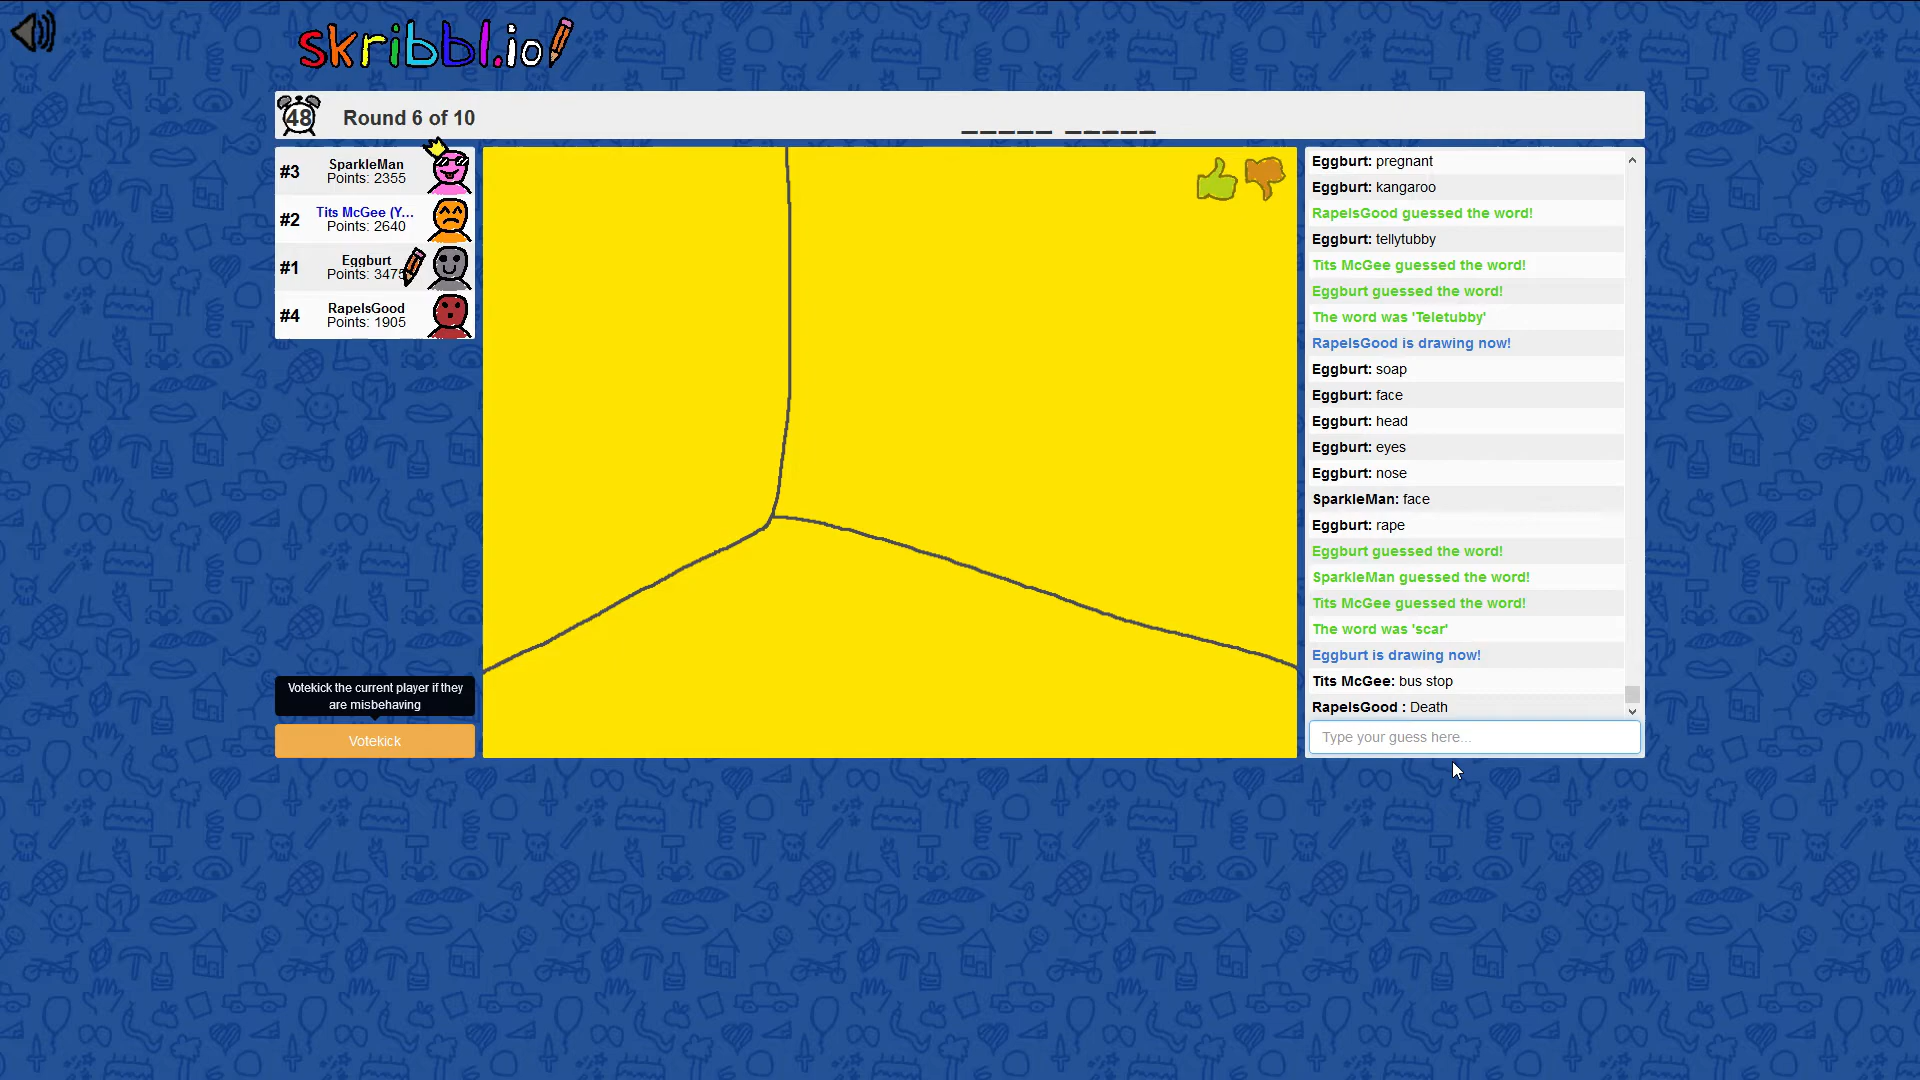 skribbl.io
48
Round 6 of 10
_____ _____
#3
SparkleMan
Points: 2355
#2
Tits McGee (Y...
Points: 2640
#1
Eggburt
Points: 3475
#4
RapeIsGood
Points: 1905
Votekick the current player if they
are misbehaving
Votekick
Eggburt: pregnant
Eggburt: kangaroo
RapeIsGood guessed the word!
Eggburt: tellytubby
Tits McGee guessed the word!
Eggburt guessed the word!
The word was 'Teletubby'
RapeIsGood is drawing now!
Eggburt: soap
Eggburt: face
Eggburt: head
Eggburt: eyes
Eggburt: nose
SparkleMan: face
Eggburt: rape
Eggburt guessed the word!
SparkleMan guessed the word!
Tits McGee guessed the word!
The word was 'scar'
Eggburt is drawing now!
Tits McGee: bus stop
RapeIsGood : Death
Type your guess here...